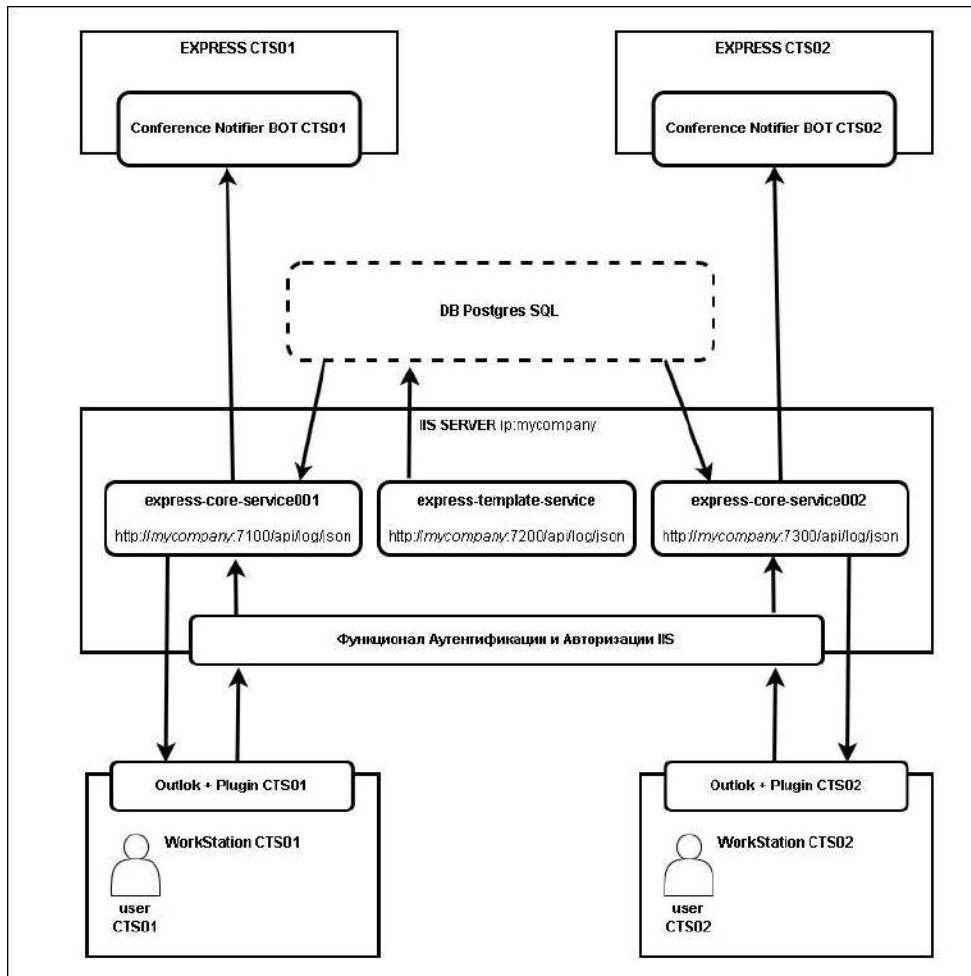 EXPRESS CTS01
EXPRESS CTS02
Conference Notifier BOT CTS01
Conference Notifier BOT CTS02
DB Postgres SQL
IIS SERVER ip:mycompany
express-core-service001
http://mycompany:7100/api/log/json
express-template-service
http://mycompany:7200/api/log/json
express-core-service002
http://mycompany:7300/api/log/json
Функционал Аутентификации и Авторизации IIS
Outlok + Plugin CTS01
Outlok + Plugin CTS02
WorkStation CTS01
WorkStation CTS02
user
CTS01
user
CTS02